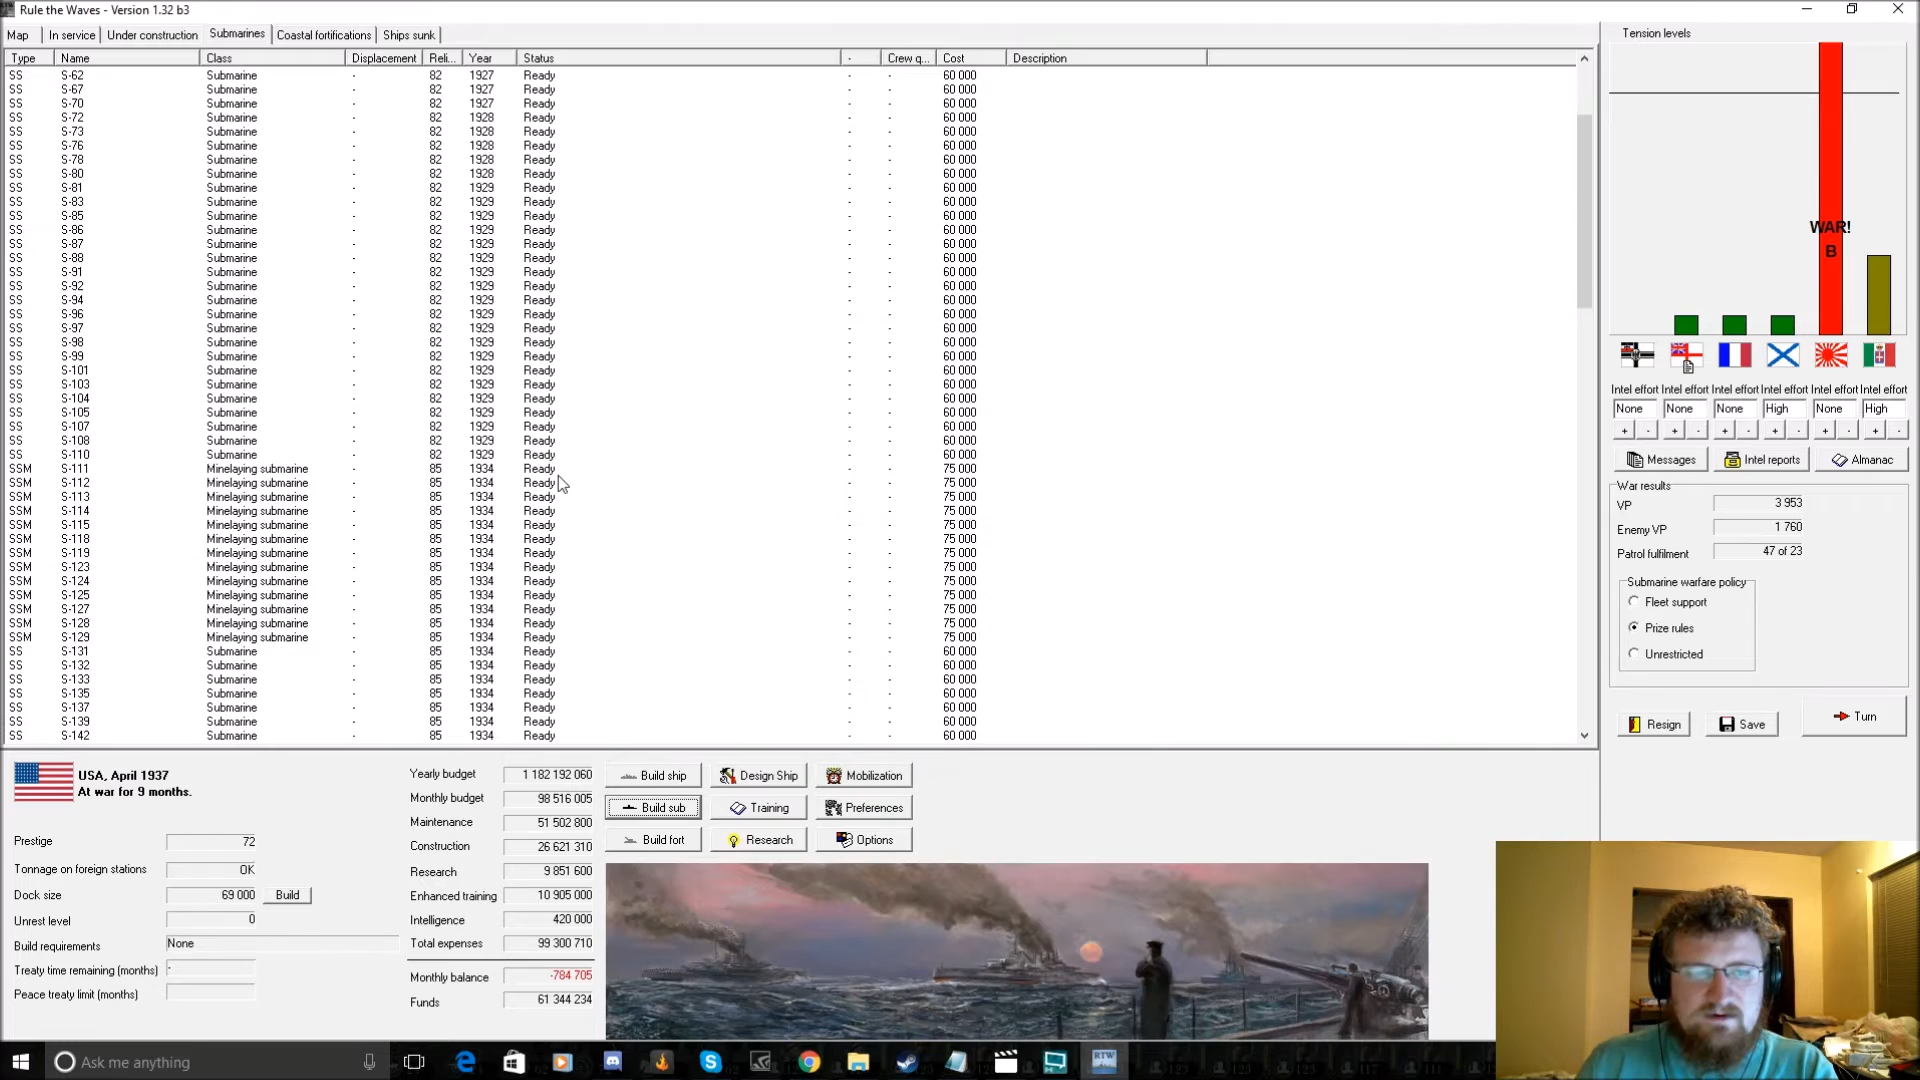 Rule the Waves - Version 1.32 b3
Map In service Under construction Submarines Coastal fortifications Ships sunk
Type Name Class Displacement Reli... Year Status - Crew q... Cost Description
SS S-62 Submarine - 82 1927 Ready - - 60 000
SS S-67 Submarine - 82 1927 Ready - - 60 000
SS S-70 Submarine - 82 1927 Ready - - 60 000
SS S-72 Submarine - 82 1928 Ready - - 60 000
SS S-73 Submarine - 82 1928 Ready - - 60 000
SS S-76 Submarine - 82 1928 Ready - - 60 000
SS S-78 Submarine - 82 1928 Ready - - 60 000
SS S-80 Submarine - 82 1928 Ready - - 60 000
SS S-81 Submarine - 82 1929 Ready - - 60 000
SS S-83 Submarine - 82 1929 Ready - - 60 000
SS S-85 Submarine - 82 1929 Ready - - 60 000
SS S-86 Submarine - 82 1929 Ready - - 60 000
SS S-87 Submarine - 82 1929 Ready - - 60 000
SS S-88 Submarine - 82 1929 Ready - - 60 000
SS S-91 Submarine - 82 1929 Ready - - 60 000
SS S-92 Submarine - 82 1929 Ready - - 60 000
SS S-94 Submarine - 82 1929 Ready - - 60 000
SS S-96 Submarine - 82 1929 Ready - - 60 000
SS S-97 Submarine - 82 1929 Ready - - 60 000
SS S-98 Submarine - 82 1929 Ready - - 60 000
SS S-99 Submarine - 82 1929 Ready - - 60 000
SS S-101 Submarine - 82 1929 Ready - - 60 000
SS S-103 Submarine - 82 1929 Ready - - 60 000
SS S-104 Submarine - 82 1929 Ready - - 60 000
SS S-105 Submarine - 82 1929 Ready - - 60 000
SS S-107 Submarine - 82 1929 Ready - - 60 000
SS S-108 Submarine - 82 1929 Ready - - 60 000
SS S-110 Submarine - 82 1929 Ready - - 60 000
SSM S-111 Minelaying submarine - 85 1934 Ready - - 75 000
SSM S-112 Minelaying submarine - 85 1934 Ready - - 75 000
SSM S-113 Minelaying submarine - 85 1934 Ready - - 75 000
SSM S-114 Minelaying submarine - 85 1934 Ready - - 75 000
SSM S-115 Minelaying submarine - 85 1934 Ready - - 75 000
SSM S-118 Minelaying submarine - 85 1934 Ready - - 75 000
SSM S-119 Minelaying submarine - 85 1934 Ready - - 75 000
SSM S-123 Minelaying submarine - 85 1934 Ready - - 75 000
SSM S-124 Minelaying submarine - 85 1934 Ready - - 75 000
SSM S-125 Minelaying submarine - 85 1934 Ready - - 75 000
SSM S-127 Minelaying submarine - 85 1934 Ready - - 75 000
SSM S-128 Minelaying submarine - 85 1934 Ready - - 75 000
SSM S-129 Minelaying submarine - 85 1934 Ready - - 75 000
SS S-131 Submarine - 85 1934 Ready - - 60 000
SS S-132 Submarine - 85 1934 Ready - - 60 000
SS S-133 Submarine - 85 1934 Ready - - 60 000
SS S-135 Submarine - 85 1934 Ready - - 60 000
SS S-137 Submarine - 85 1934 Ready - - 60 000
SS S-139 Submarine - 85 1934 Ready - - 60 000
SS S-142 Submarine - 85 1934 Ready - - 60 000
Tension levels
WAR!
B
Intel effort Intel effort Intel effort Intel effort Intel effort Intel effort
None None None High None High
+ - + - + - + - + - + -
Messages Intel reports Almanac
War results
VP 3 953
Enemy VP 1 760
Patrol fulfilment 47 of 23
Submarine warfare policy
Fleet support
Prize rules
Unrestricted
Resign Save Turn
USA, April 1937
At war for 9 months.
Prestige 72
Tonnage on foreign stations OK
Dock size 69 000 Build
Unrest level 0
Build requirements None
Treaty time remaining (months) -
Peace treaty limit (months)
Yearly budget 1 182 192 060
Monthly budget 98 516 005
Maintenance 51 502 800
Construction 26 621 310
Research 9 851 600
Enhanced training 10 905 000
Intelligence 420 000
Total expenses 99 300 710
Monthly balance -784 705
Funds 61 344 234
Build ship Design Ship Mobilization
Build sub Training Preferences
Build fort Research Options
Ask me anything
RTW